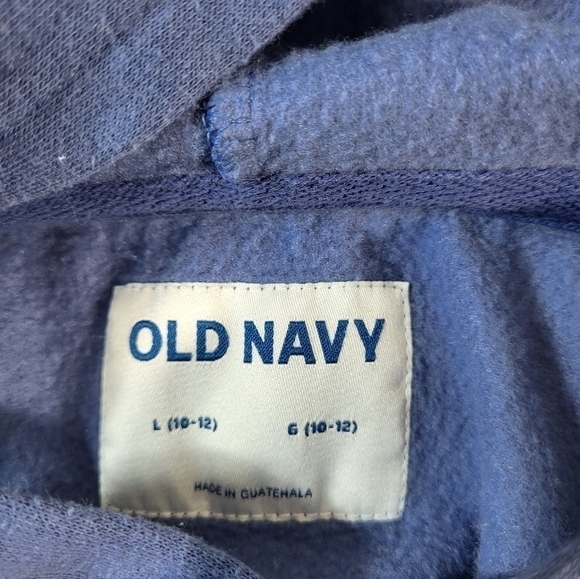 OLD NAVY
L (10-12) G (10-12)
MADE IN GUATEMALA